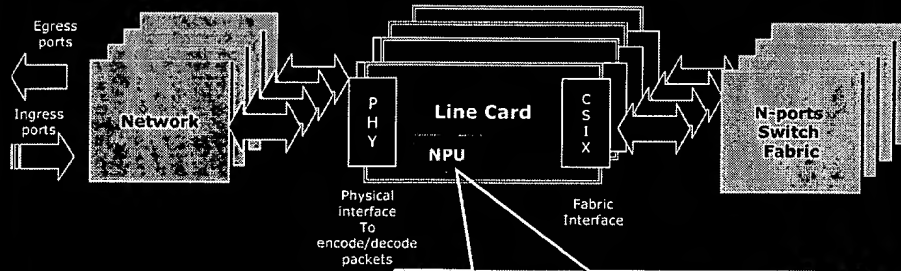 Egress
ports
Ingress
ports
Network
P
H
Y
Line Card
NPU
C
S
I
X
N-ports
Switch
Fabric
Physical
interface
To
encode/decode
packets
Fabric
Interface